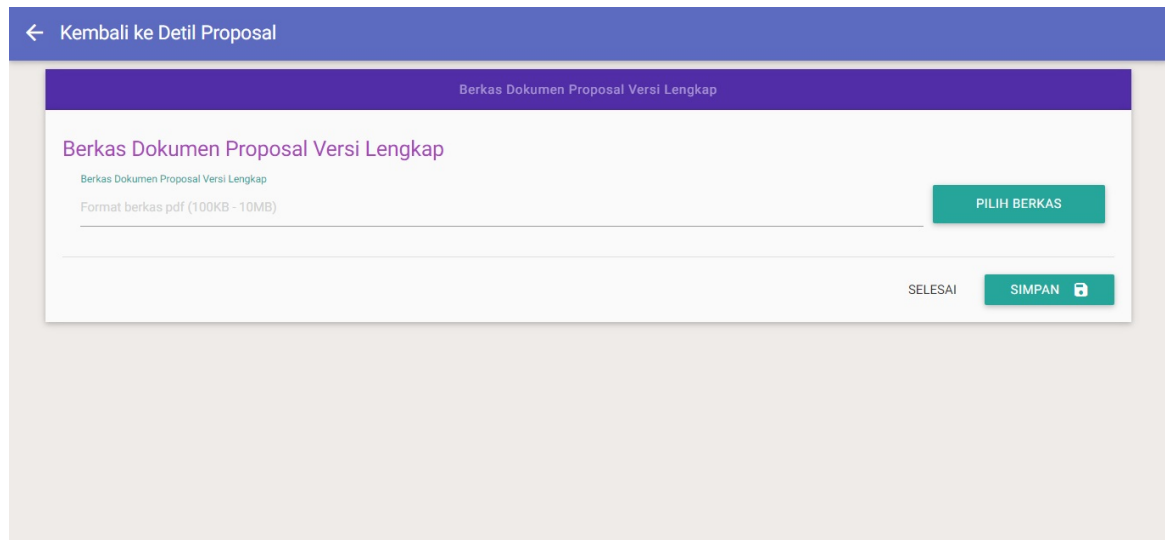 Kembali ke Detil Proposal
Berkas Dokumen Proposal Versi Lengkap
Berkas Dokumen Proposal Versi Lengkap
Berkas Dokumen Proposal Versi Lengkap
Format berkas pdf (100KB - 10MB)
PILIH BERKAS
SELESAI
SIMPAN